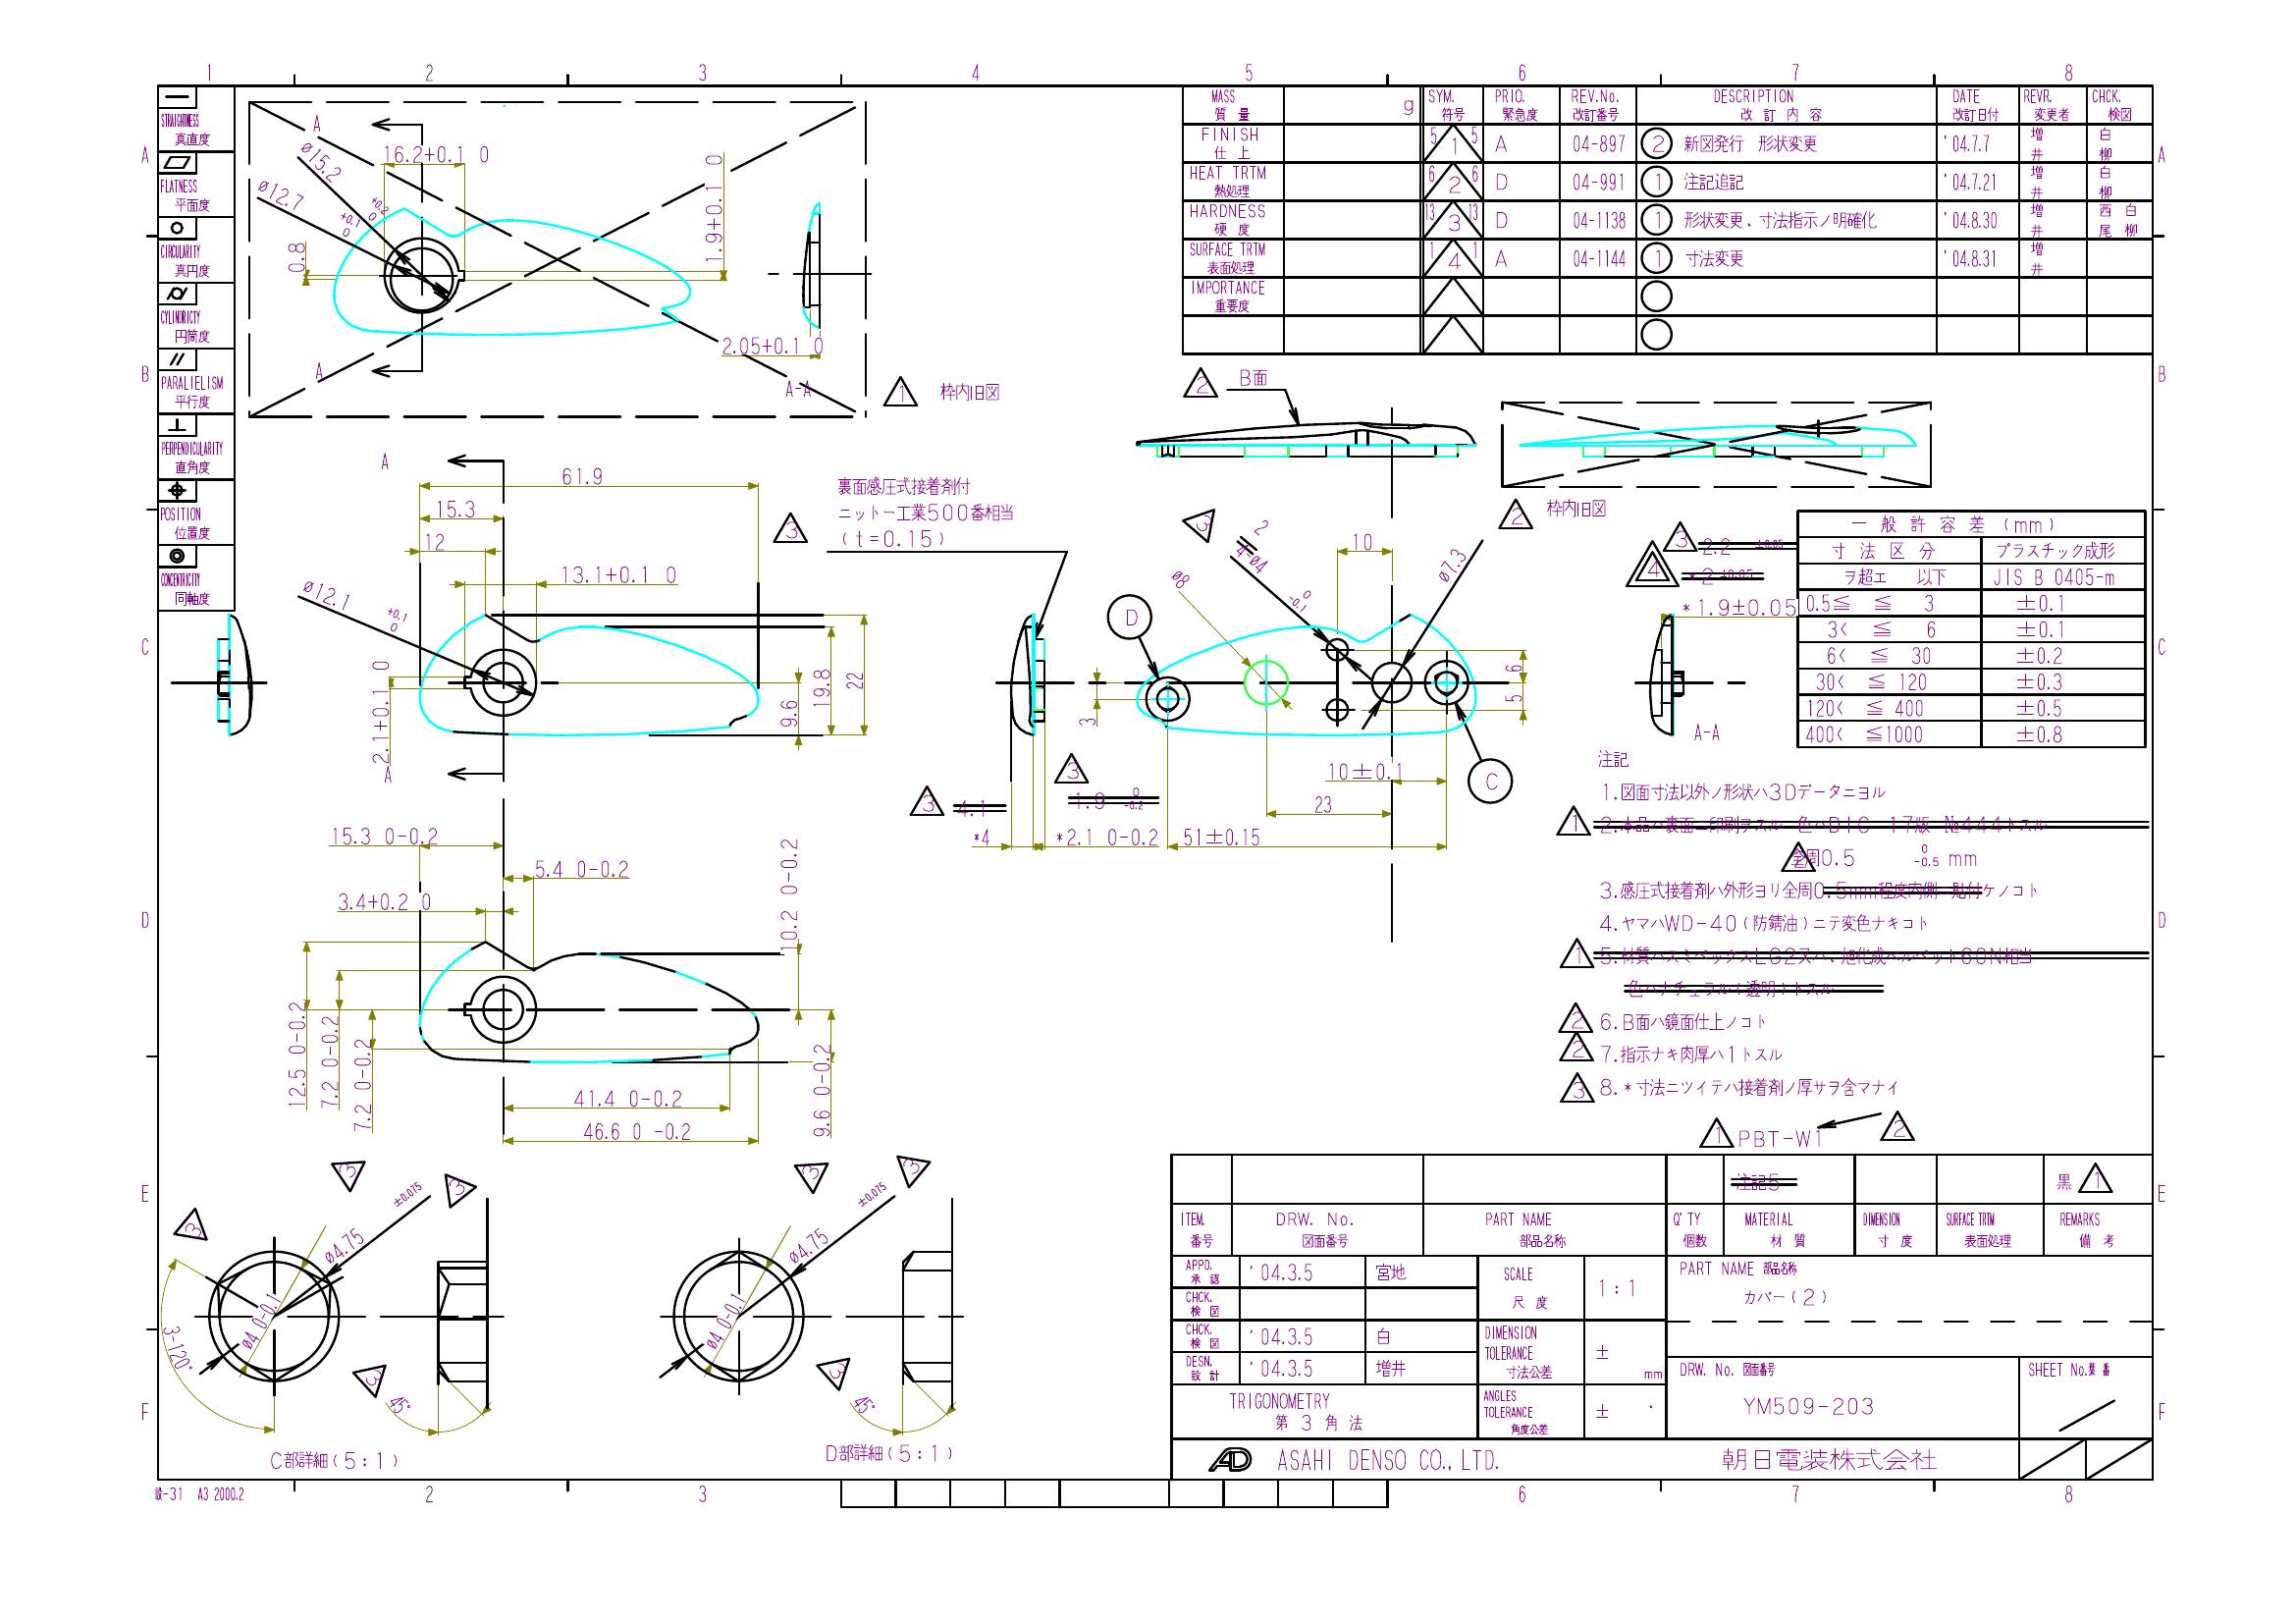 1 2 3 4 5 6 7 8
A
B
C
D
E
F
STRAIGHTNESS
真直度
FLATNESS
平面度
CIRCULARITY
真円度
CYLINDRICTY
円筒度
PARALIELISM
平行度
PERPENDICULARITY
直角度
POSITION
位置度
CONCENTRICITY
同軸度
A
16.2+0.1 0
ø15.2 +0.2 0
ø12.7 +0.1 0
0.8
1.9+0.1 0
2.05+0.1 0
A
A-A
1 枠内旧図
MASS 質量 g
FINISH 仕上
HEAT TRTM 熱処理
HARDNESS 硬度
SURFACE TRTM 表面処理
IMPORTANCE 重要度
SYM. 符号 PRIO. 緊急度 REV.No. 改訂番号 DESCRIPTION 改訂内容 DATE 改訂日付 REVR. 変更者 CHCK. 検図
5 1 5 A 04-897 2 新図発行 形状変更 '04.7.7 増井 白柳
6 2 6 D 04-991 1 注記追記 '04.7.21 増井 白柳
13 3 13 D 04-1138 1 形状変更、寸法指示ノ明確化 '04.8.30 増井 西尾 白柳
1 4 1 A 04-1144 1 寸法変更 '04.8.31 増井
2 B面
2 枠内旧図
A
61.9
15.3
12
13.1+0.1 0
ø12.1 +0.1 0
2.1+0.1 0
A
9.6
19.8
22
3
裏面感圧式接着剤付
ニットー工業500番相当
(t=0.15)
3 2
4-ø4 0 -0.1
10
ø8
ø7.3
D
C
3
6
5
10±0.1
23
51±0.15
3 4.1
*4
3 1.9 0 -0.2
*2.1 0-0.2
3 2.2 ±0.05
4 *2±0.05
*1.9±0.05
A-A
一般許容差 (mm)
寸法区分 プラスチック成形
ヲ超エ 以下 JIS B 0405-m
0.5≦ ≦ 3 ±0.1
3< ≦ 6 ±0.1
6< ≦ 30 ±0.2
30< ≦ 120 ±0.3
120< ≦ 400 ±0.5
400< ≦1000 ±0.8
注記
1.図面寸法以外ノ形状ハ3Dデータニヨル
1 2.本品ハ裏面ニ印刷ヲスル 色ハDIC 17版 №444トスル
2 全周0.5 0 -0.5 mm
3.感圧式接着剤ハ外形ヨリ全周0.5mm程度内側 貼付ケノコト
4.ヤマハWD-40(防錆油)ニテ変色ナキコト
1 5.材質ハスミペックスLG2又ハ、旭化成ペルペット60N相当
色ハナチュラル(透明)トスル
2 6.B面ハ鏡面仕上ノコト
2 7.指示ナキ肉厚ハ1トスル
3 8.*寸法ニツイテハ接着剤ノ厚サヲ含マナイ
1 PBT-W1 2
15.3 0-0.2
5.4 0-0.2
3.4+0.2 0
10.2 0-0.2
12.5 0-0.2
7.2 0-0.2
7.2 0-0.2
9.6 0-0.2
41.4 0-0.2
46.6 0 -0.2
3 3 3
ø4.75 ±0.075
ø4 0-0.1
3-120°
3
45°
C部詳細(5:1)
3 3
ø4.75 ±0.075
ø4 0-0.1
3
45°
D部詳細(5:1)
注記5
黒 1
ITEM. 番号 DRW. No. 図面番号 PART NAME 部品名称 Q'TY 個数 MATERIAL 材質 DIMENSION 寸度 SURFACE TRTM 表面処理 REMARKS 備考
APPD. 承認 '04.3.5 宮地
CHCK. 検図
CHCK. 検図 '04.3.5 白
DESN. 設計 '04.3.5 増井
SCALE 尺度 1:1
DIMENSION TOLERANCE 寸法公差 ± mm
ANGLES TOLERANCE 角度公差 ± °
TRIGONOMETRY
第3角法
PART NAME 部品名称
カバー(2)
DRW. No. 図面番号
YM509-203
SHEET No.葉番
AD ASAHI DENSO CO.,LTD. 朝日電装株式会社
A3 2000.2
2 3 6 7 8